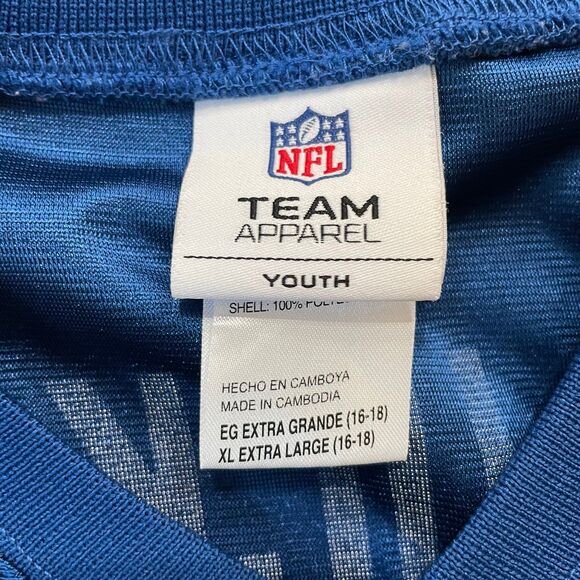 NFL
TEAM
APPAREL
YOUTH
SHELL: 100%
HECHO EN CAMBOYA
MADE IN CAMBODIA
EG EXTRA GRANDE (16-18)
XL EXTRA LARGE (16-18)